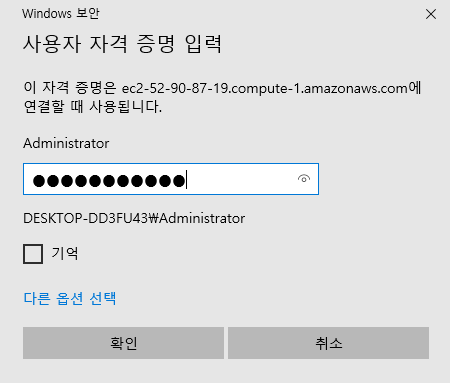 Windows 보안
사용자 자격 증명 입력
이 자격 증명은 ec2-52-90-87-19.compute-1.amazonaws.com에
연결할 때 사용됩니다.
Administrator
●●●●●●●●●●●
DESKTOP-DD3FU43₩Administrator
기억
다른 옵션 선택
확인
취소